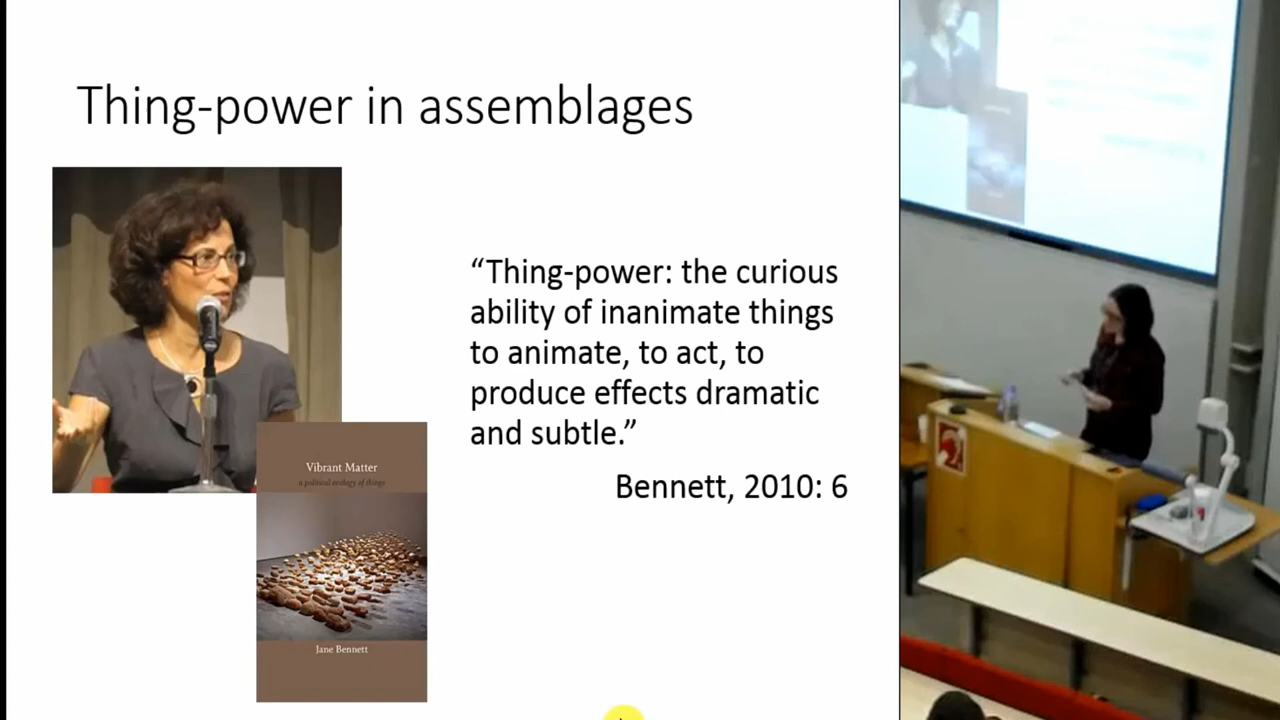 Thing-power in assemblages
“Thing-power: the curious
ability of inanimate things
to animate, to act, to
produce effects dramatic
and subtle.”
Bennett, 2010: 6
Vibrant Matter
a political ecology of things
Jane Bennett